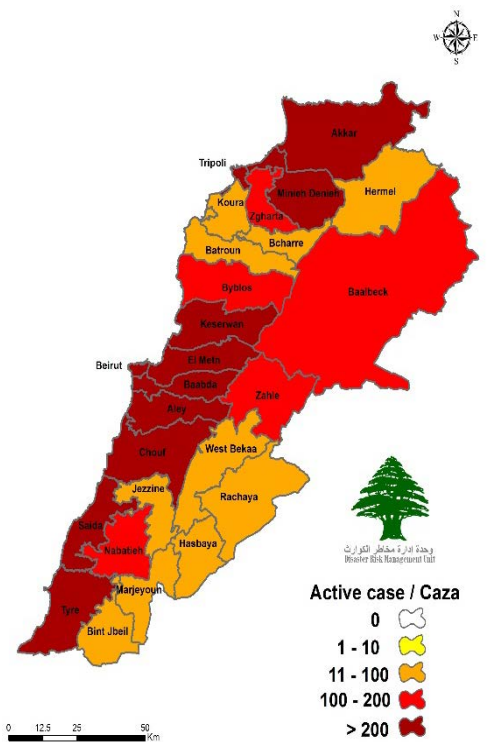 N
W E
S
Akkar
Tripoli
Minieh Denieh
Hermel
Koura
Zgharta
Bcharre
Batroun
Byblos
Baalbeck
Keserwan
El Metn
Beirut
Baabda
Zahle
Aley
Chouf
West Bekaa
Jezzine
Rachaya
Saida
Nabatieh
Hasbaya
Marjeyoun
Tyre
Bint Jbeil
وحدة إدارة مخاطر الكوارث
Disaster Risk Management Unit
Active case / Caza
0
1 - 10
11 - 100
100 - 200
> 200
0 12.5 25 50
Km